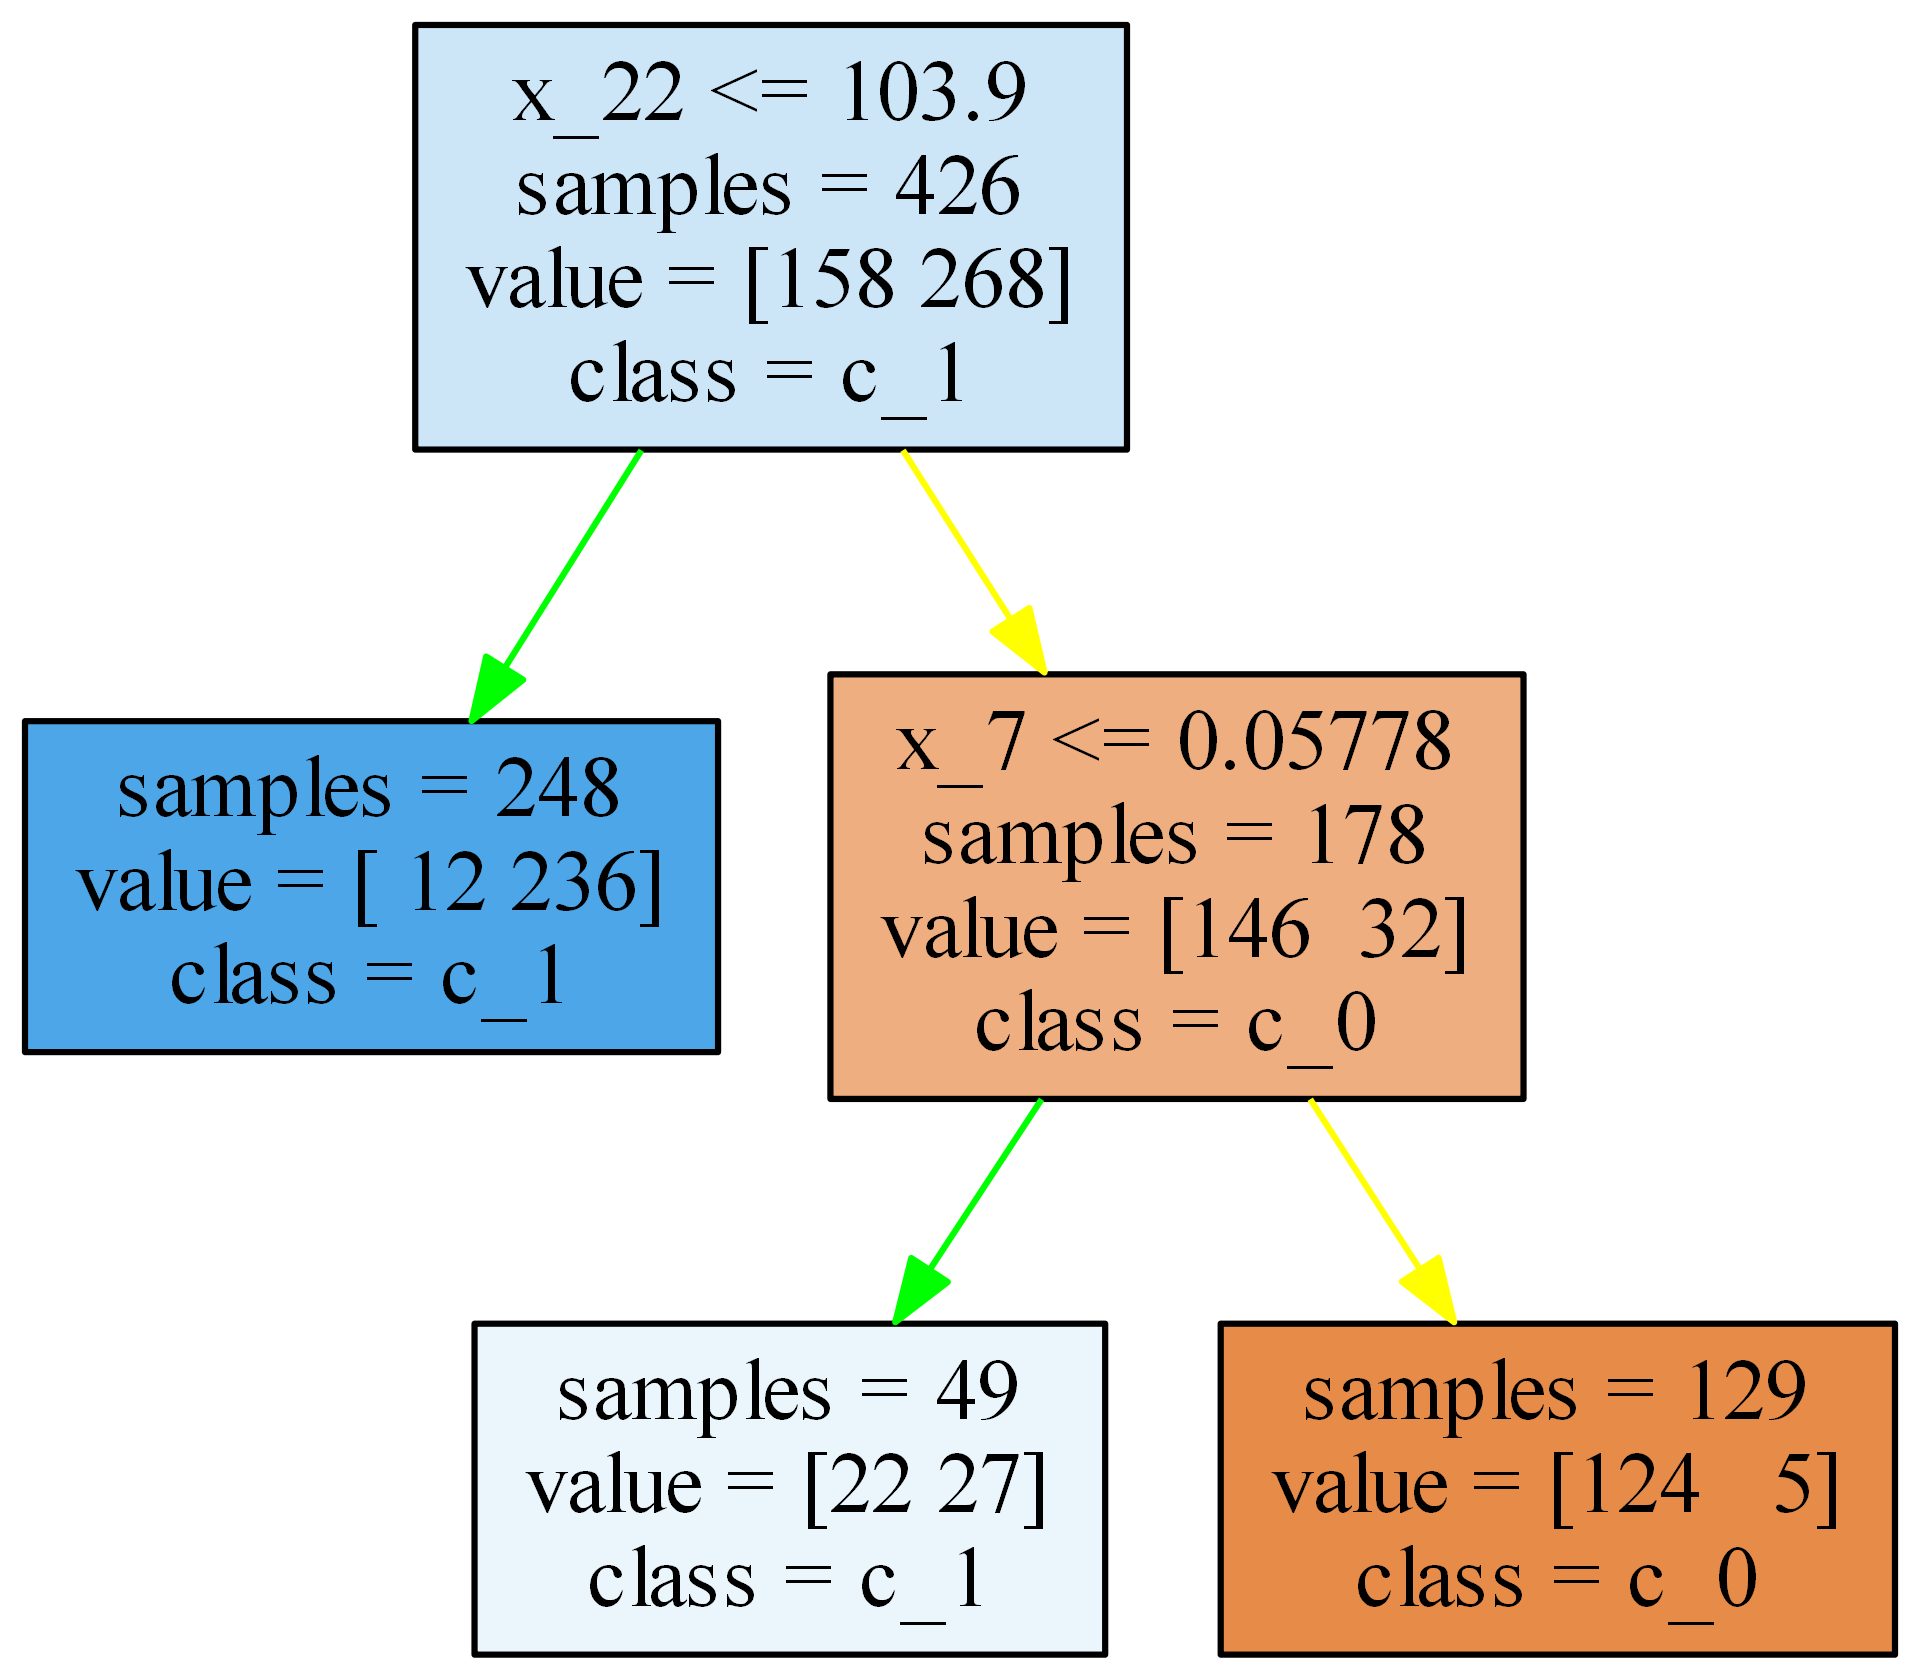 x_22 <= 103.9
samples = 426
value = [158 268]
class = c_1
samples = 248
value = [ 12 236]
class = c_1
x_7 <= 0.05778
samples = 178
value = [146  32]
class = c_0
samples = 49
value = [22 27]
class = c_1
samples = 129
value = [124   5]
class = c_0